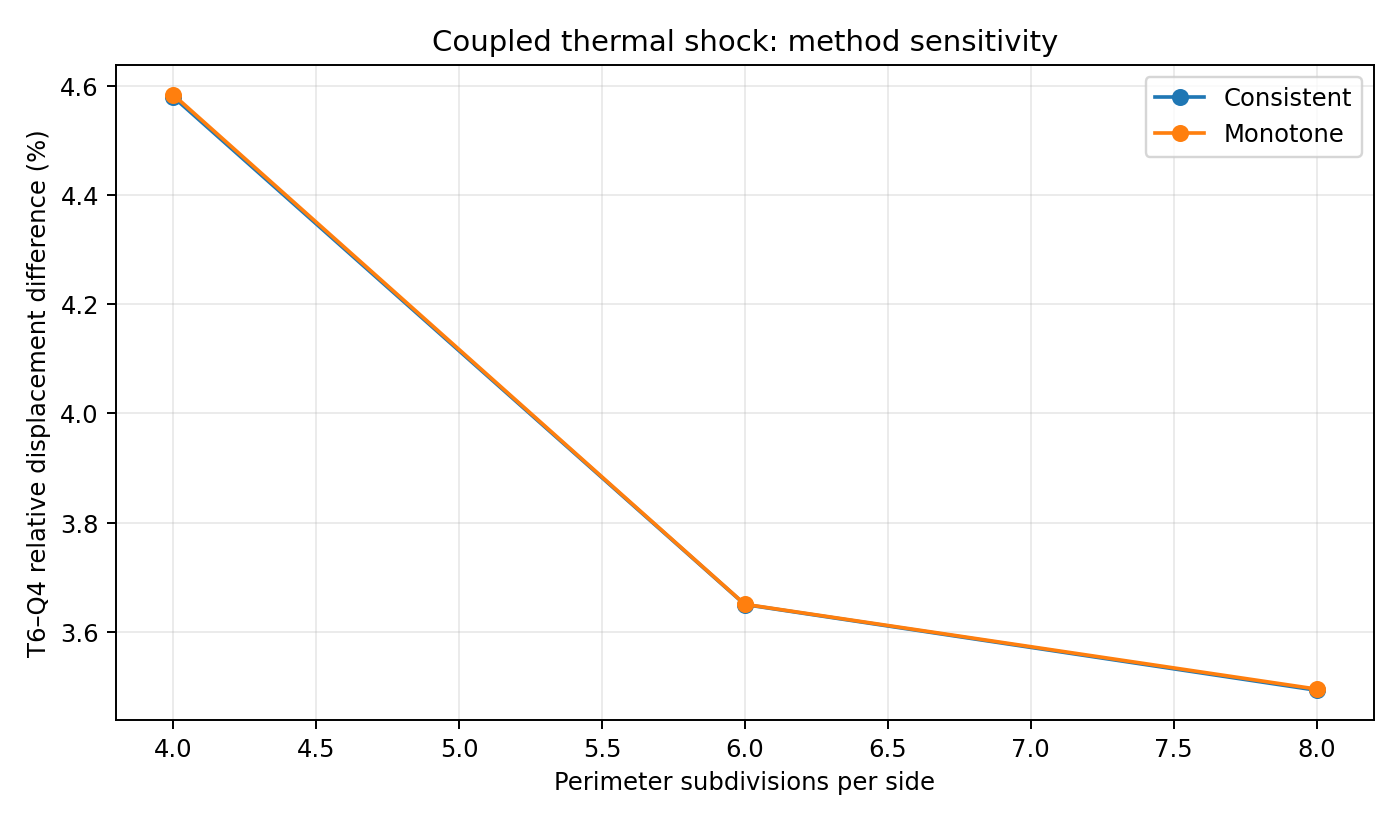 Coupled thermal shock: method sensitivity
T6–Q4 relative displacement difference (%)
4.6
4.4
4.2
4.0
3.8
3.6
Consistent
Monotone
4.0 4.5 5.0 5.5 6.0 6.5 7.0 7.5 8.0
Perimeter subdivisions per side